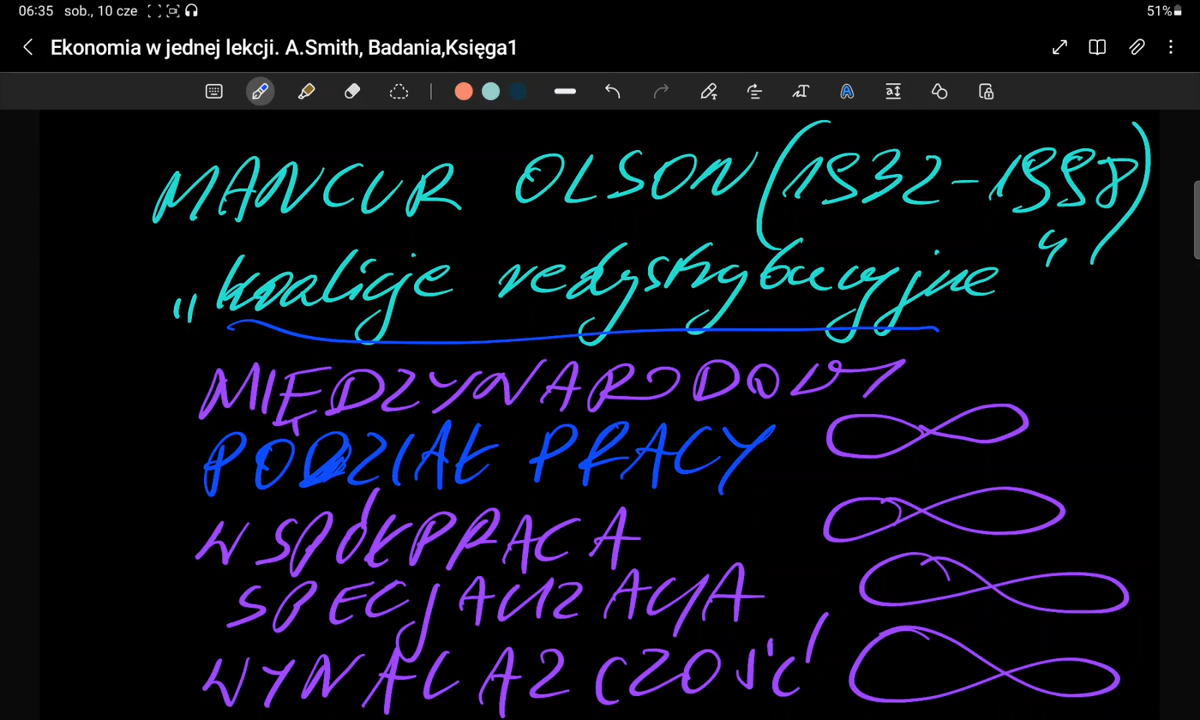 06:35 sob., 10 cze 51%
Ekonomia w jednej lekcji. A.Smith, Badania,Księga1
MANCUR OLSON (1932-1998)
„koalicje redystrybucyjne"
MIĘDZYNARODOWY
PODZIAŁ PRACY
WSPÓŁPRACA
SPECJALIZACJA
WYNALAZCZOŚĆ